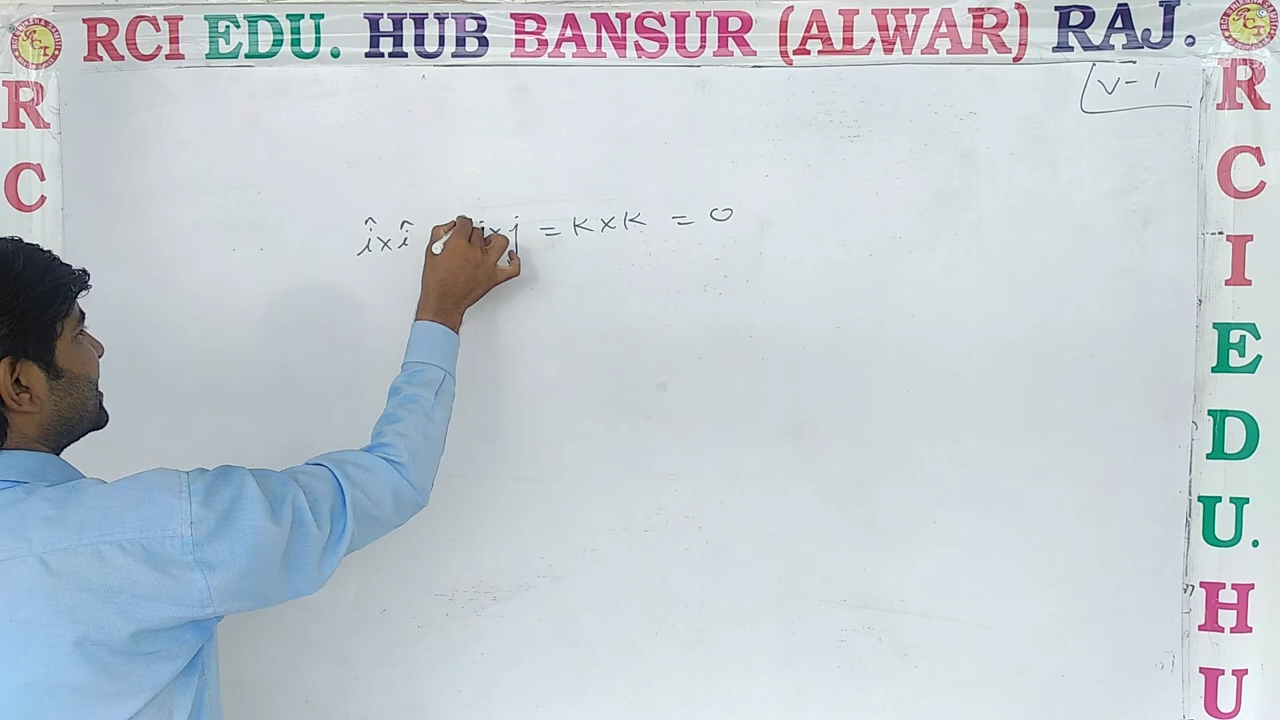 RCI EDU. HUB BANSUR (ALWAR) RAJ.
V-1
R
C
î×î j×j = K×K = 0
R
C
I
E
D
U.
H
U